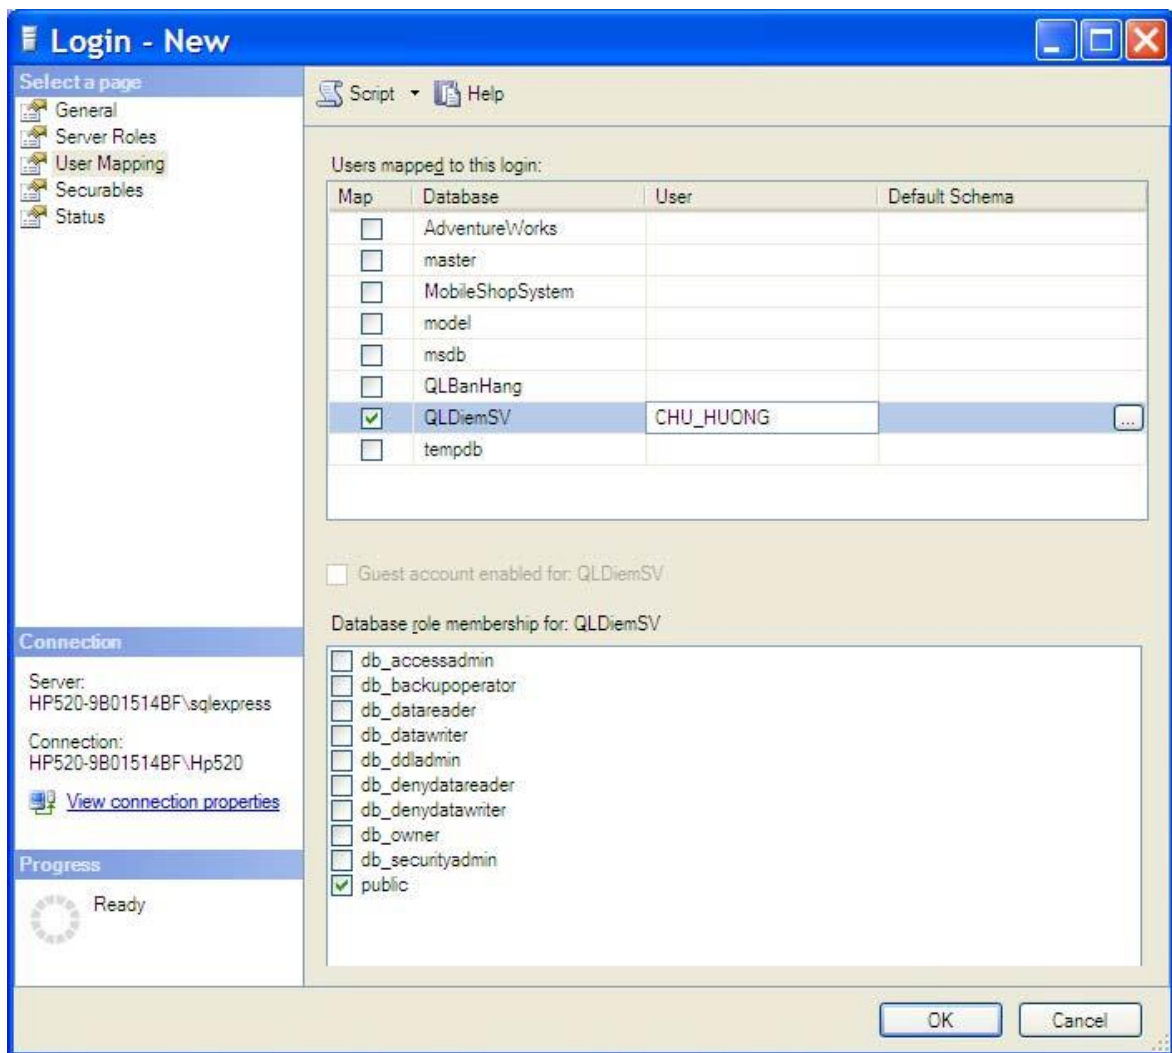 Login - New
Select a page
General
Server Roles
User Mapping
Securables
Status
Script Help
Users mapped to this login:
Map Database User Default Schema
AdventureWorks
master
MobileShopSystem
model
msdb
QLBanHang
QLDiemSV CHU_HUONG ...
tempdb
Guest account enabled for: QLDiemSV
Database role membership for: QLDiemSV
db_accessadmin
db_backupoperator
db_datareader
db_datawriter
db_ddladmin
db_denydatareader
db_denydatawriter
db_owner
db_securityadmin
public
Connection
Server:
HP520-9B01514BF\sqlexpress
Connection:
HP520-9B01514BF\Hp520
View connection properties
Progress
Ready
OK Cancel